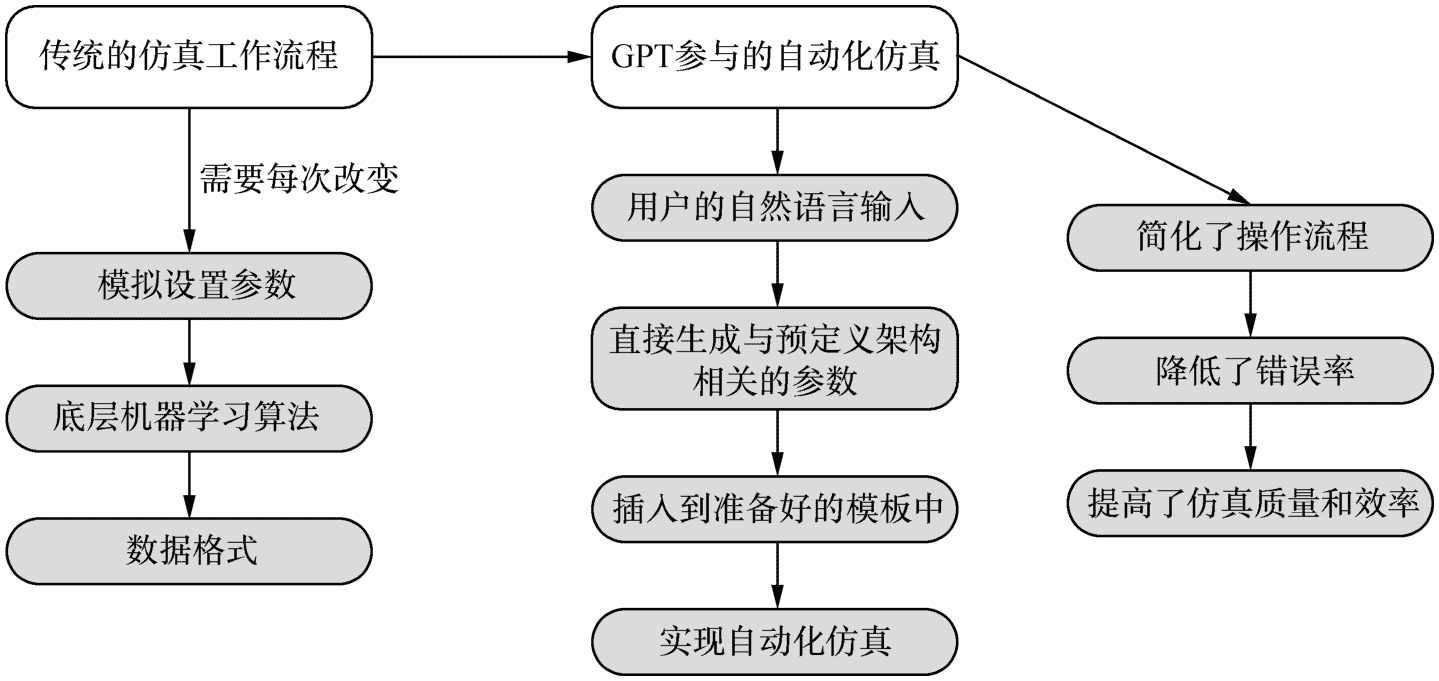 传统的仿真工作流程
需要每次改变
模拟设置参数
底层机器学习算法
数据格式
GPT参与的自动化仿真
用户的自然语言输入
直接生成与预定义架构
相关的参数
插入到准备好的模板中
实现自动化仿真
简化了操作流程
降低了错误率
提高了仿真质量和效率